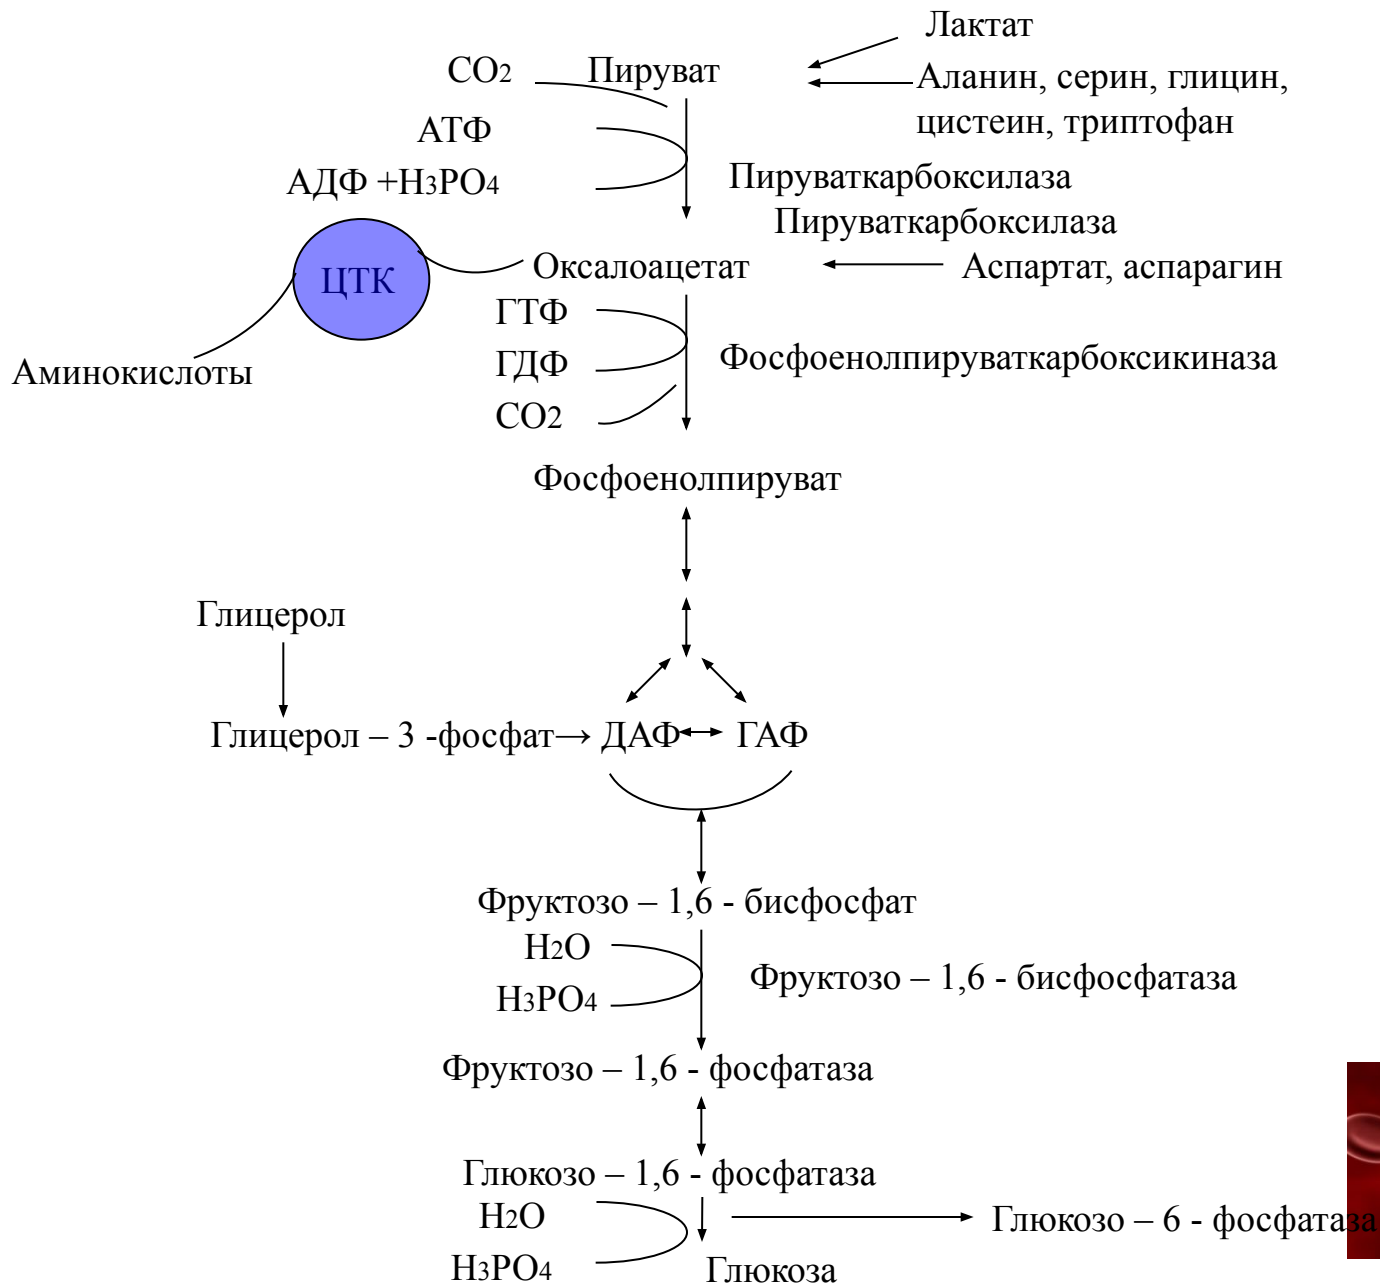 Лактат
CO2 Пируват
Аланин, серин, глицин,
цистеин, триптофан
АТФ
АДФ +H3PO4
Пируваткарбоксилаза
Пируваткарбоксилаза
ЦТК
Оксалоацетат
Аспартат, аспарагин
ГТФ
Аминокислоты
ГДФ
Фосфоенолпируваткарбоксикиназа
CO2
Фосфоенолпируват
Глицерол
Глицерол – 3 -фосфат→ ДАФ ГАФ
Фруктозо – 1,6 - бисфосфат
H2O
H3PO4
Фруктозо – 1,6 - бисфосфатаза
Фруктозо – 1,6 - фосфатаза
Глюкозо – 1,6 - фосфатаза
H2O
Глюкозо – 6 - фосфатаза
H3PO4
Глюкоза